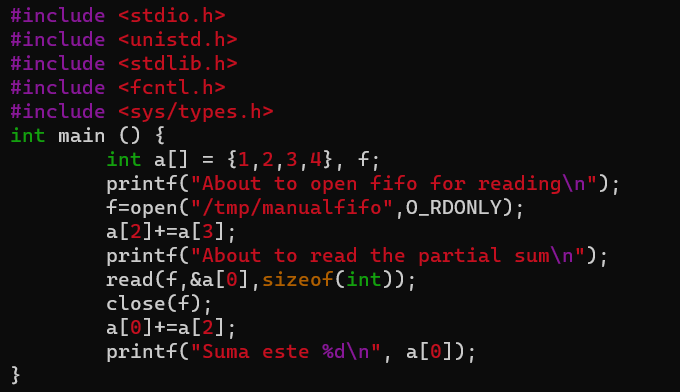 #include <stdio.h>
#include <unistd.h>
#include <stdlib.h>
#include <fcntl.h>
#include <sys/types.h>
int main () {
        int a[] = {1,2,3,4}, f;
        printf("About to open fifo for reading\n");
        f=open("/tmp/manualfifo",O_RDONLY);
        a[2]+=a[3];
        printf("About to read the partial sum\n");
        read(f,&a[0],sizeof(int));
        close(f);
        a[0]+=a[2];
        printf("Suma este %d\n", a[0]);
}